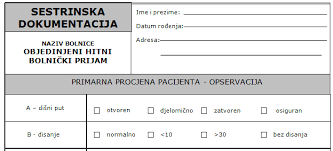 SESTRINSKA
DOKUMENTACIJA
Ime i prezime:
Datum rođenja:
Adresa:
NAZIV BOLNICE
OBJEDINJENI HITNI
BOLNIČKI PRIJAM
PRIMARNA PROCJENA PACIJENTA - OPSERVACIJA
A – dišni put otvoren djelomično zatvoren osiguran
B - disanje normalno <10 >30 bez disanja